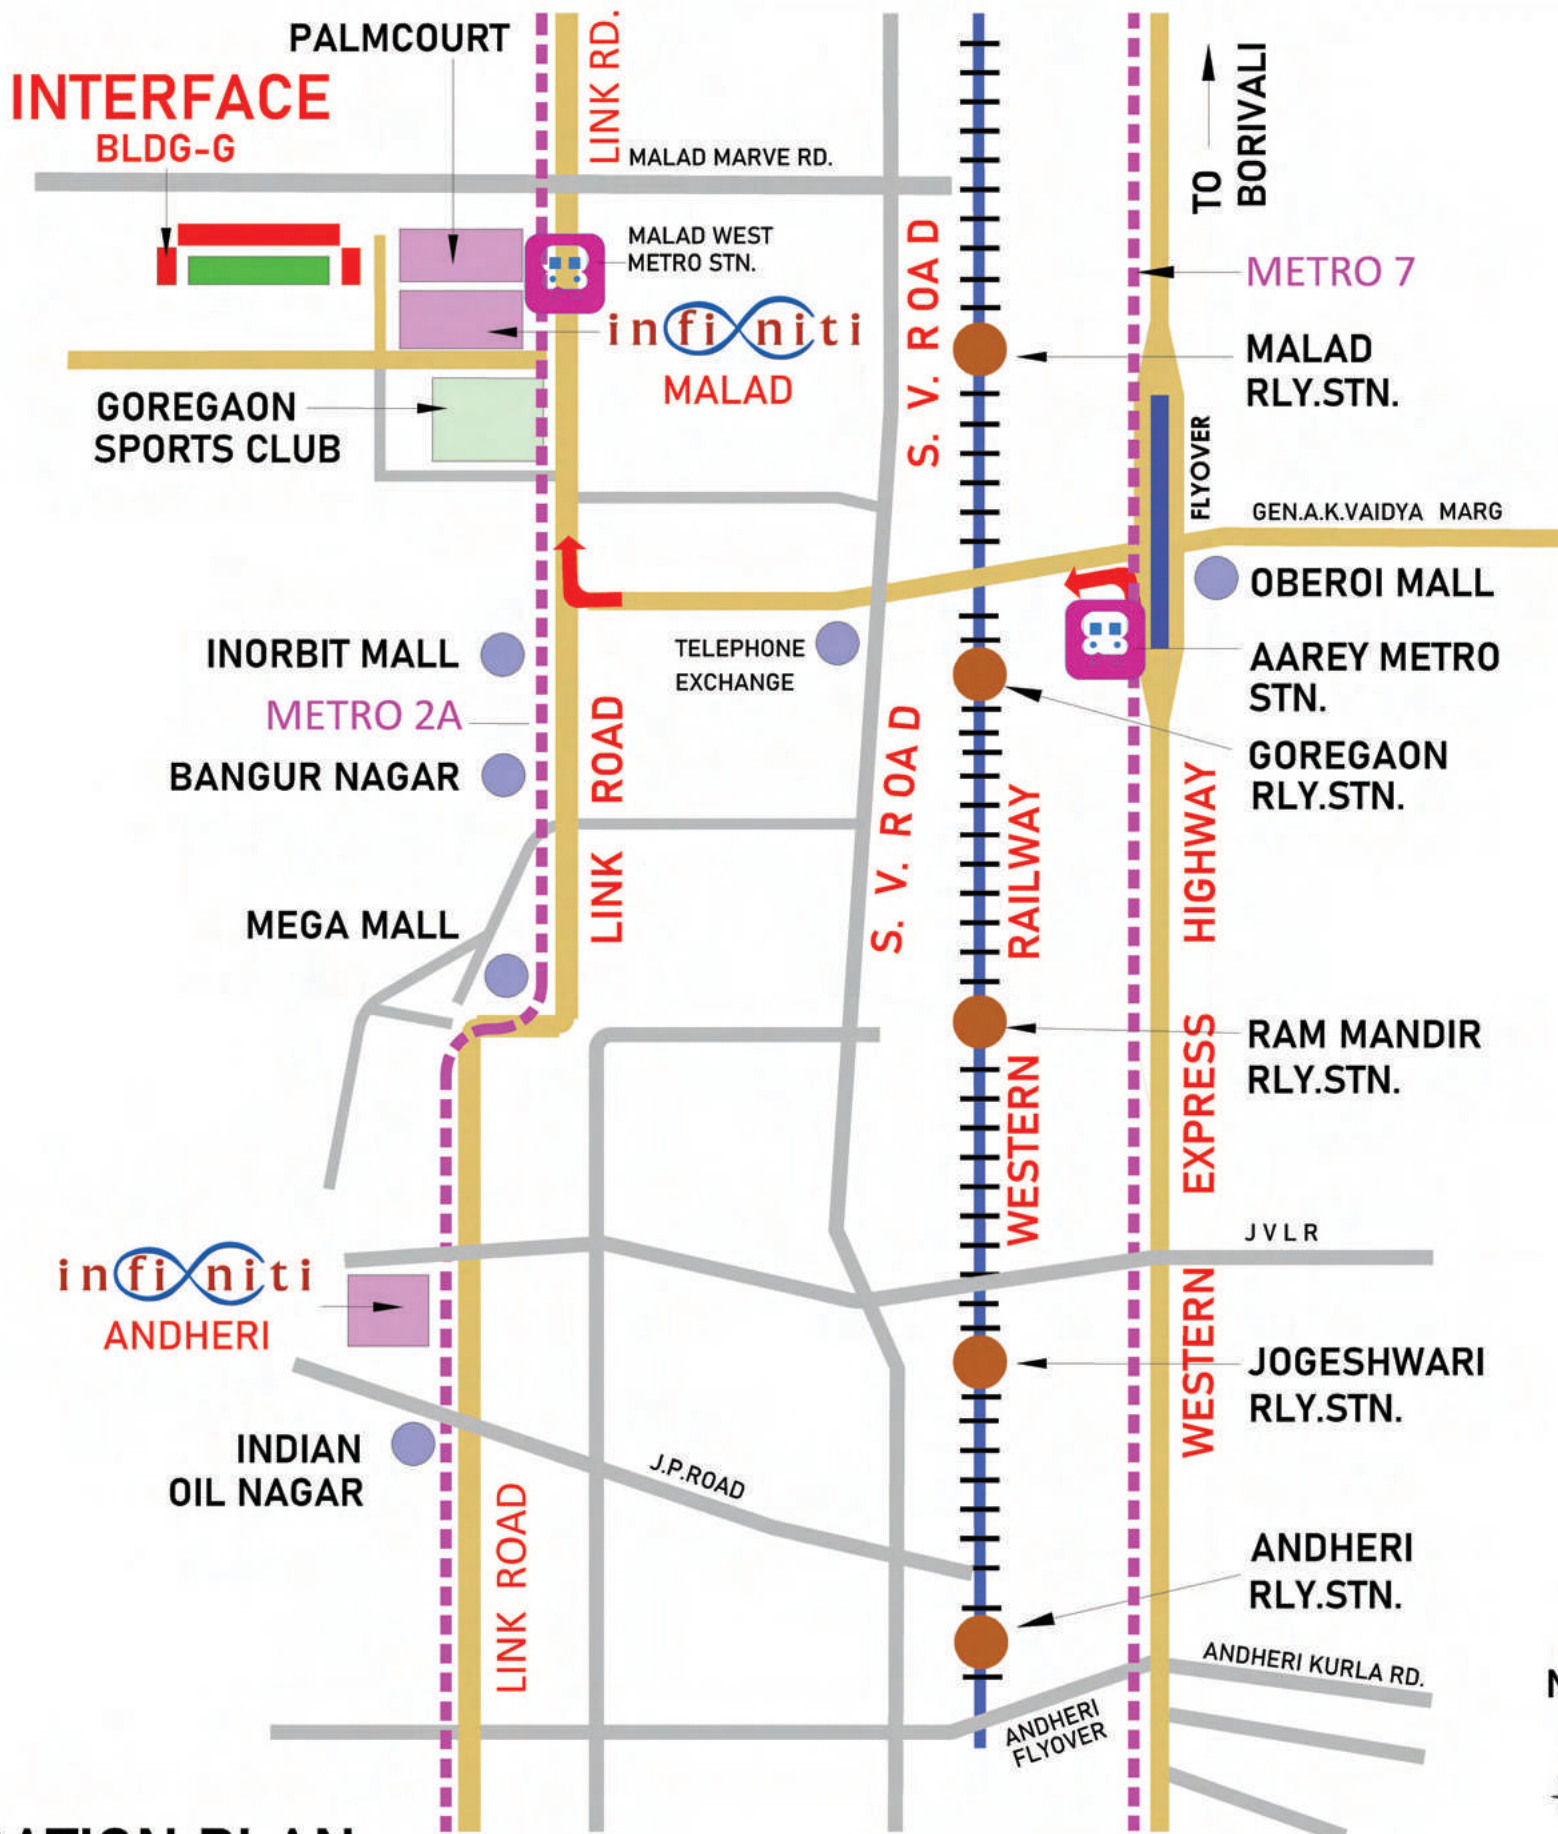 PALMCOURT
INTERFACE
BLDG-G
LINK RD.
MALAD MARVE RD.
TO
BORIVALI
MALAD WEST
METRO STN.
METRO 7
infiniti
MALAD
S. V. ROAD
MALAD
RLY.STN.
GOREGAON
SPORTS CLUB
FLYOVER
GEN.A.K.VAIDYA MARG
OBEROI MALL
INORBIT MALL
TELEPHONE
EXCHANGE
AAREY METRO
STN.
METRO 2A
GOREGAON
RLY.STN.
BANGUR NAGAR
LINK ROAD
S. V. ROAD
WESTERN RAILWAY
WESTERN EXPRESS HIGHWAY
MEGA MALL
RAM MANDIR
RLY.STN.
JVLR
infiniti
ANDHERI
JOGESHWARI
RLY.STN.
INDIAN
OIL NAGAR
J.P.ROAD
LINK ROAD
ANDHERI
RLY.STN.
ANDHERI KURLA RD.
ANDHERI
FLYOVER
PLAN